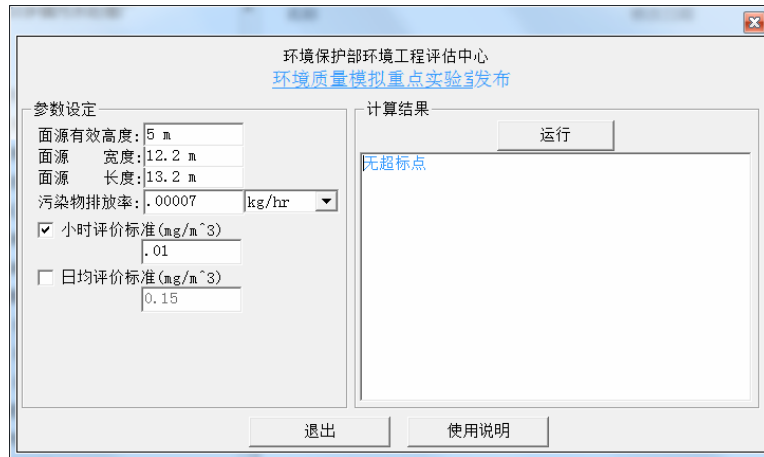 环境保护部环境工程评估中心
环境质量模拟重点实验室发布
参数设定
面源有效高度: 5 m
面源 宽度: 12.2 m
面源 长度: 13.2 m
污染物排放率: .00007 kg/hr
小时评价标准(mg/m^3)
.01
日均评价标准(mg/m^3)
0.15
计算结果
运行
无超标点
退出 使用说明